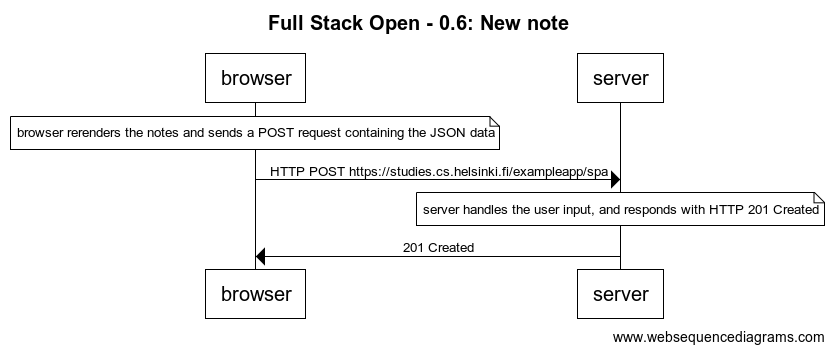 Full Stack Open - 0.6: New note
browser
server
browser rerenders the notes and sends a POST request containing the JSON data
HTTP POST https://studies.cs.helsinki.fi/exampleapp/spa
server handles the user input, and responds with HTTP 201 Created
201 Created
browser
server
www.websequencediagrams.com